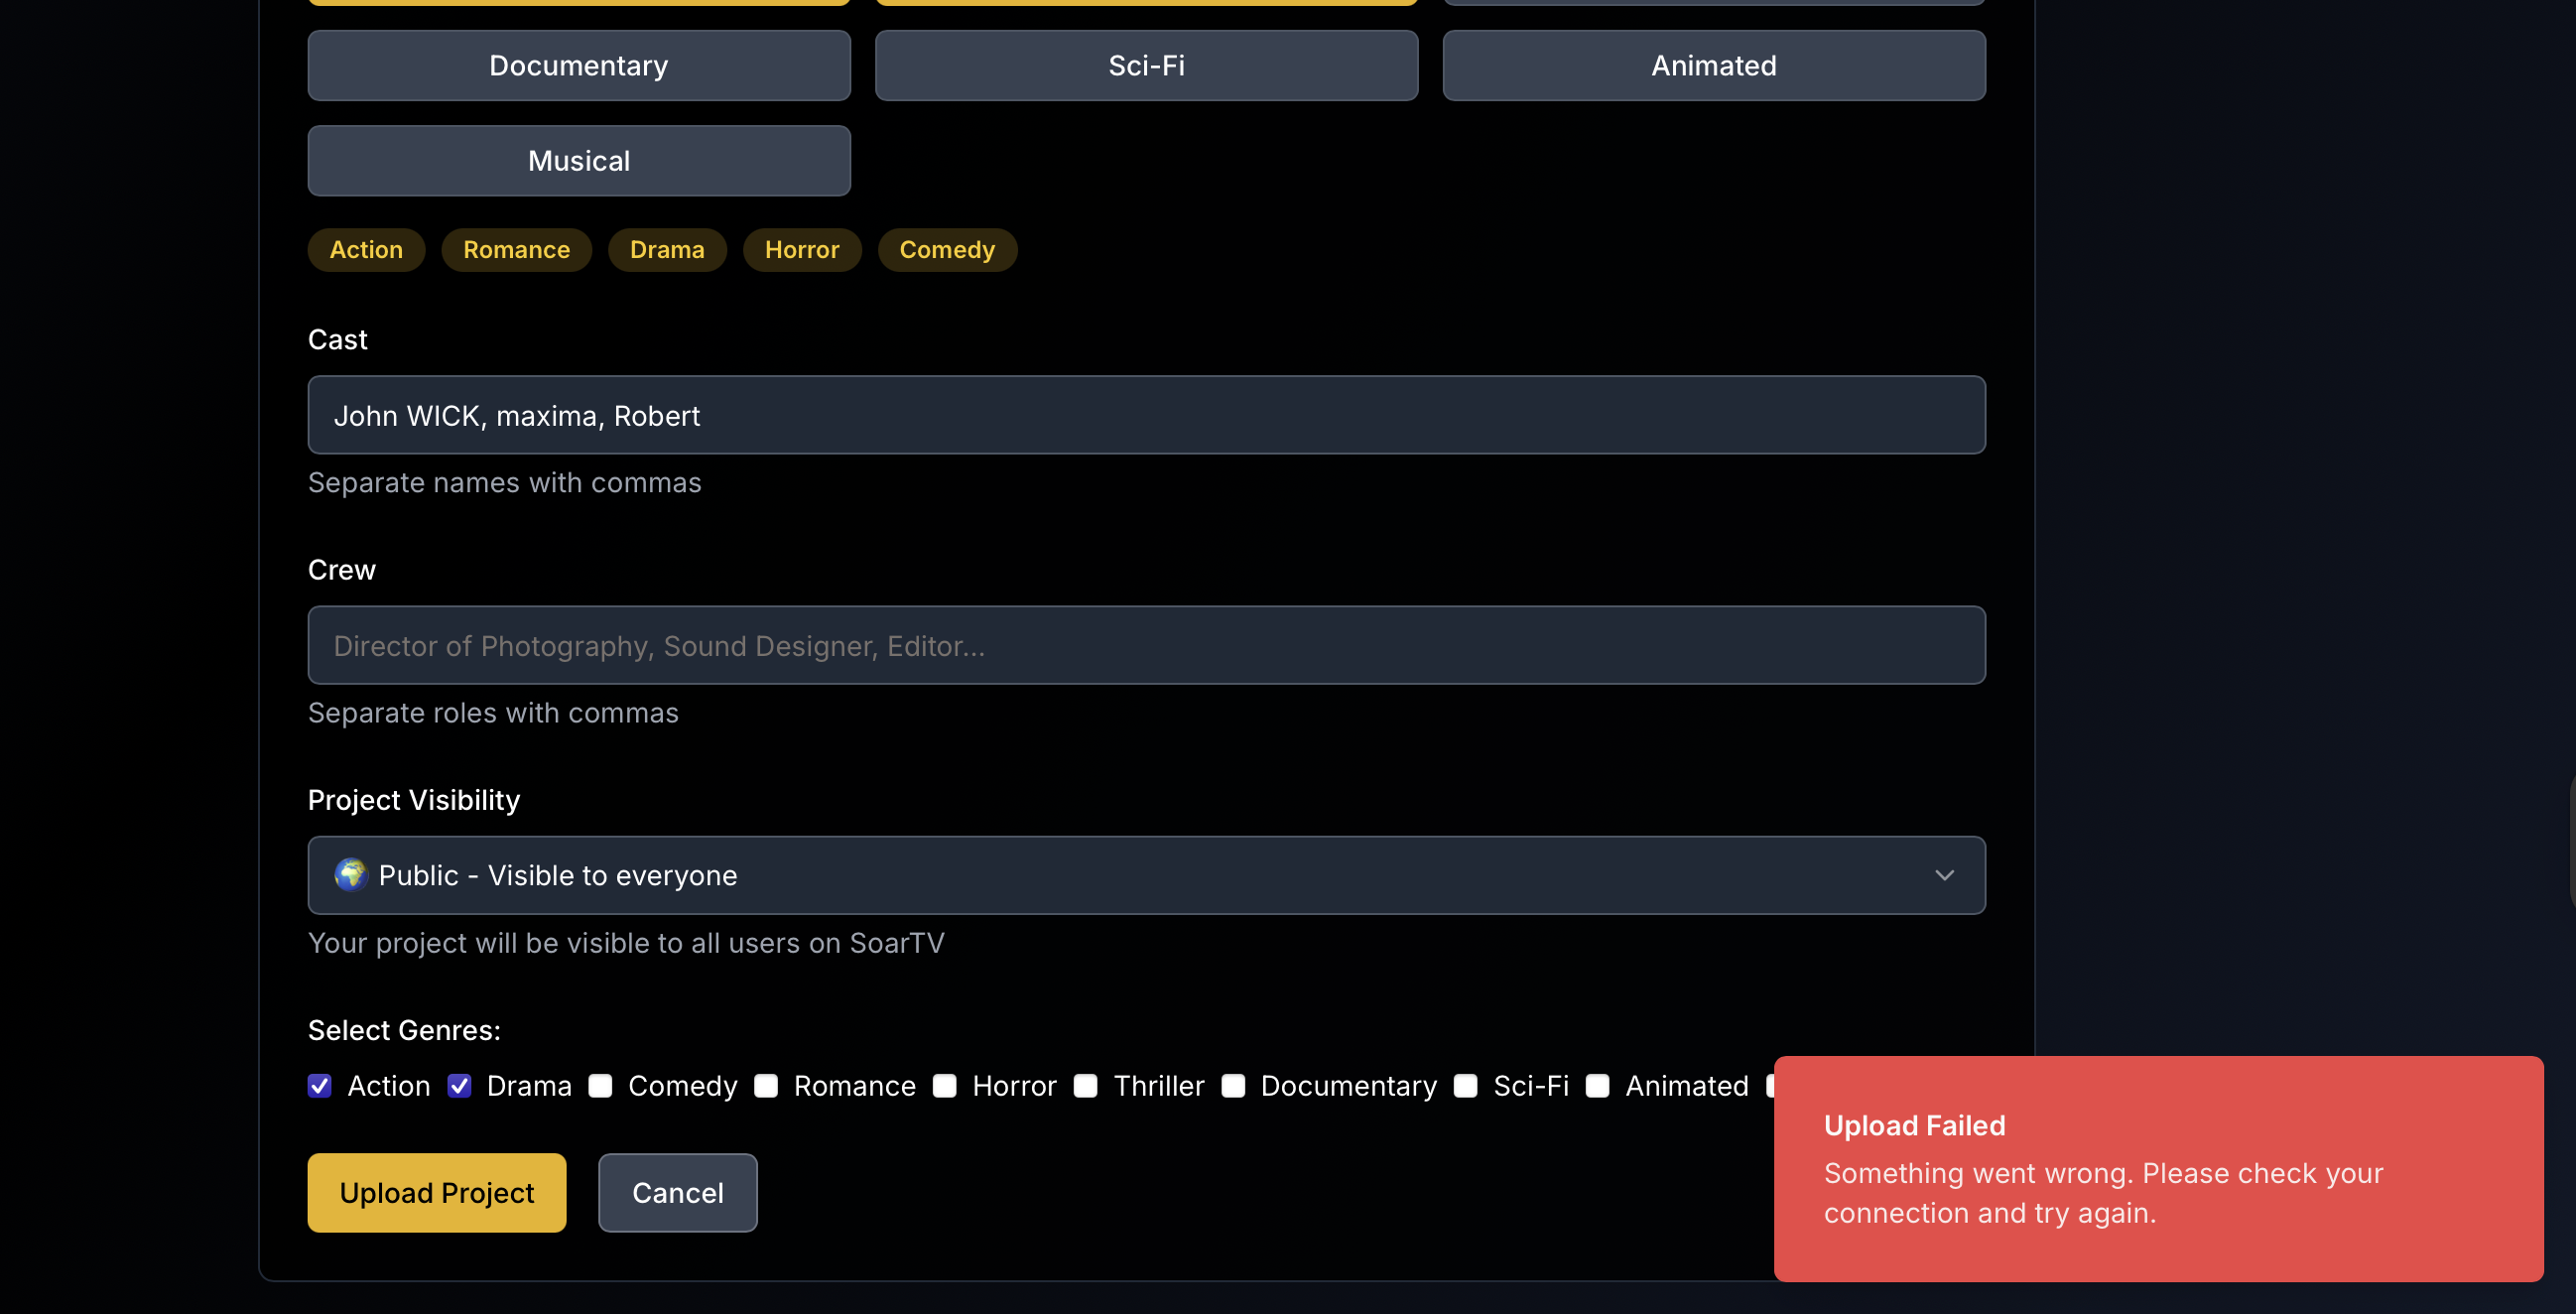 Documentary Sci-Fi Animated
Musical
Action Romance Drama Horror Comedy
Cast
John WICK, maxima, Robert
Separate names with commas
Crew
Director of Photography, Sound Designer, Editor...
Separate roles with commas
Project Visibility
Public - Visible to everyone
Your project will be visible to all users on SoarTV
Select Genres:
Action Drama Comedy Romance Horror Thriller Documentary Sci-Fi Animated
Upload Project Cancel
Upload Failed
Something went wrong. Please check your
connection and try again.